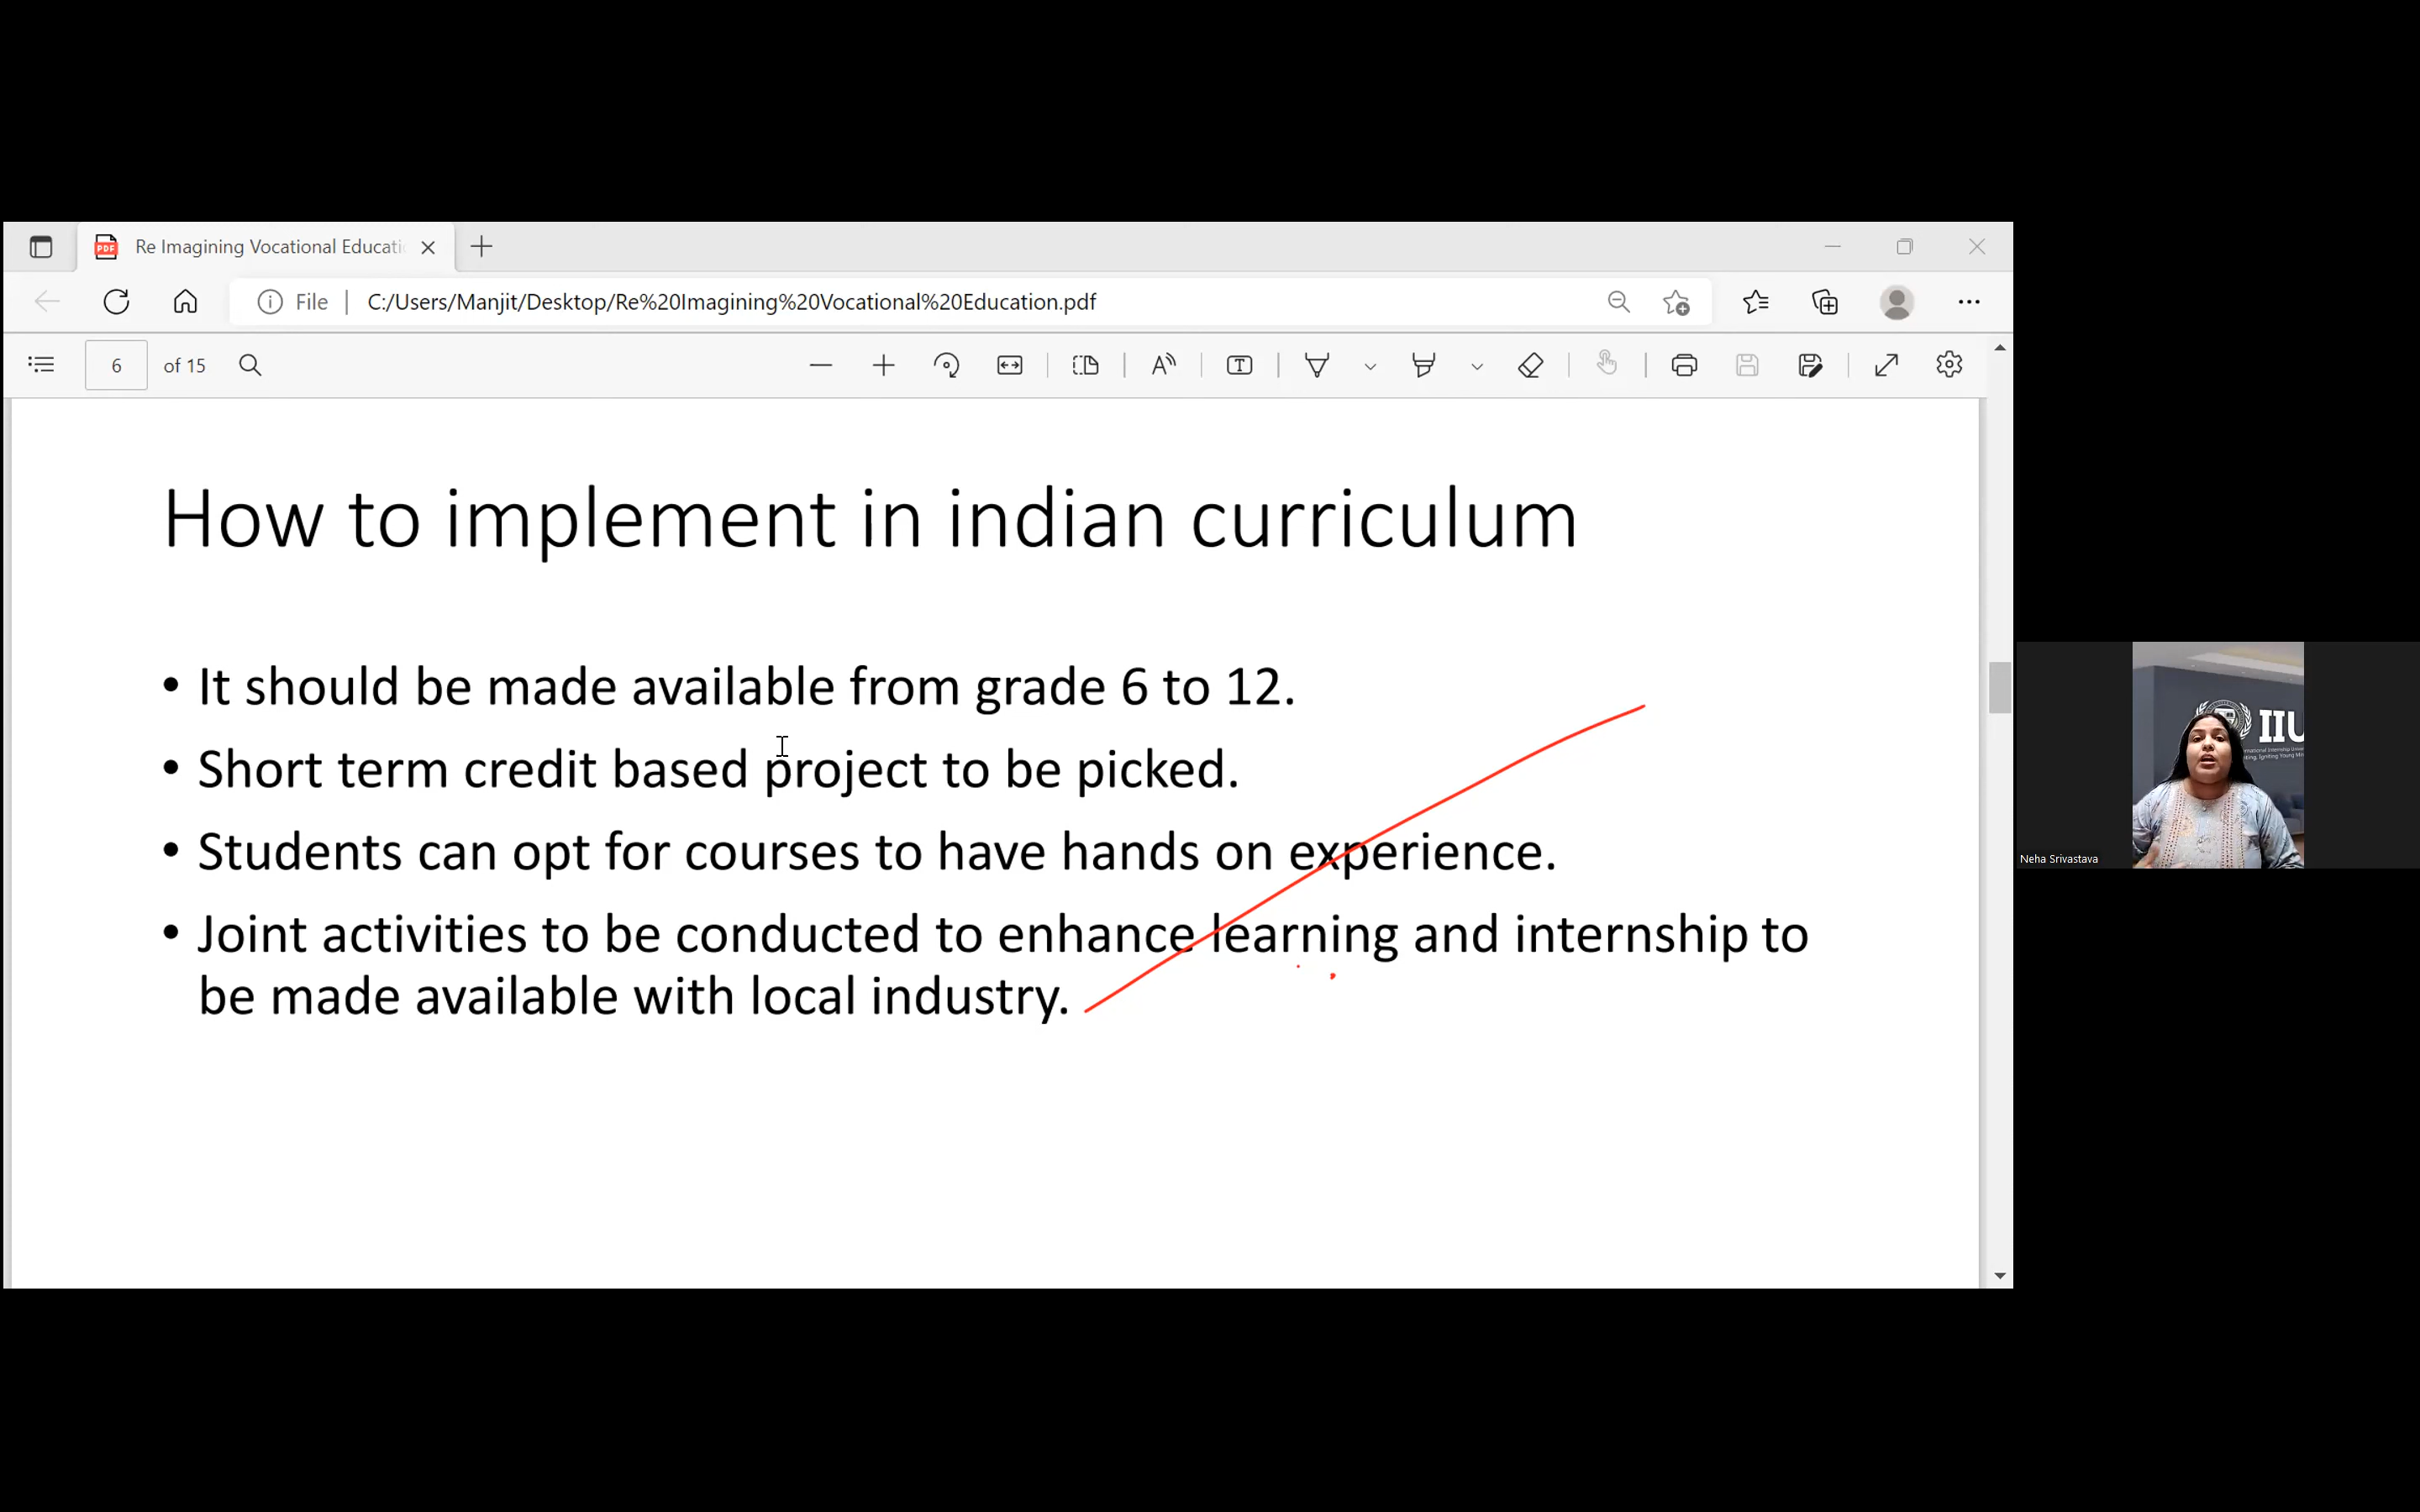 Re Imagining Vocational Educati
File
C:/Users/Manjit/Desktop/Re%20Imagining%20Vocational%20Education.pdf
6 of 15
How to implement in indian curriculum
• It should be made available from grade 6 to 12.
• Short term credit based project to be picked.
• Students can opt for courses to have hands on experience.
• Joint activities to be conducted to enhance learning and internship to
be made available with local industry.
IIU
Neha Srivastava